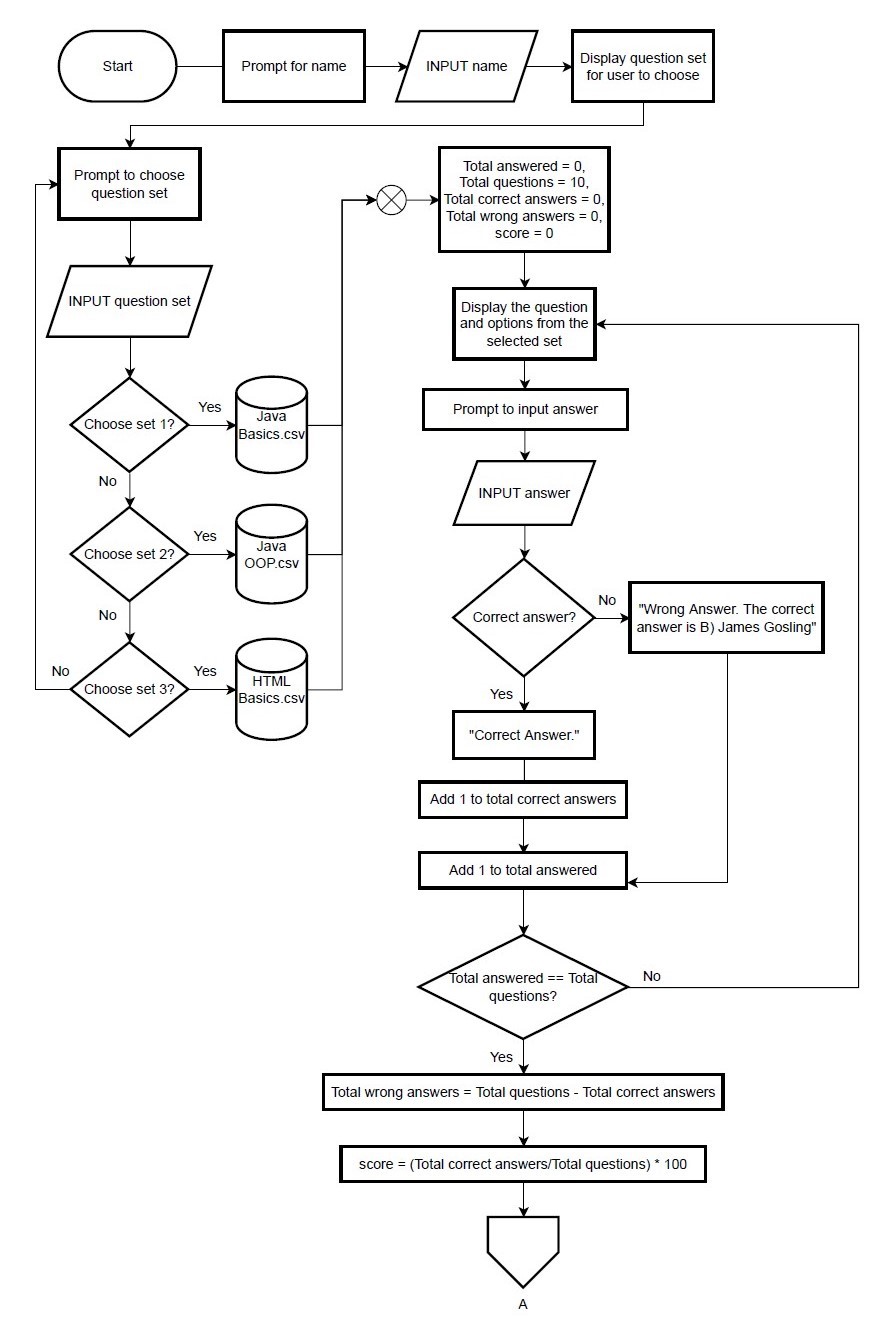 Start
Prompt for name
INPUT name
Display question set
for user to choose
Prompt to choose
question set
INPUT question set
Choose set 1?
Yes
Java
Basics.csv
No
Choose set 2?
Yes
Java
OOP.csv
No
Choose set 3?
Yes
HTML
Basics.csv
No
Total answered = 0,
Total questions = 10,
Total correct answers = 0,
Total wrong answers = 0,
score = 0
Display the question
and options from the
selected set
Prompt to input answer
INPUT answer
Correct answer?
No
"Wrong Answer. The correct
answer is B) James Gosling"
Yes
"Correct Answer."
Add 1 to total correct answers
Add 1 to total answered
Total answered == Total
questions?
No
Yes
Total wrong answers = Total questions - Total correct answers
score = (Total correct answers/Total questions) * 100
A